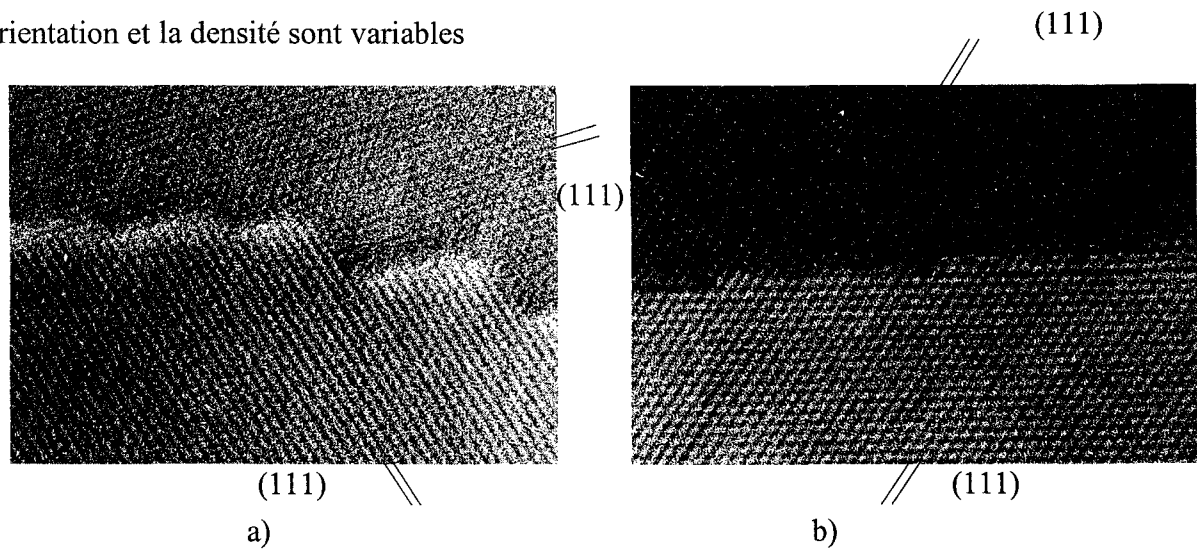 rientation et la densité sont variables
(111)
(111)
(111)
(111)
a)
b)